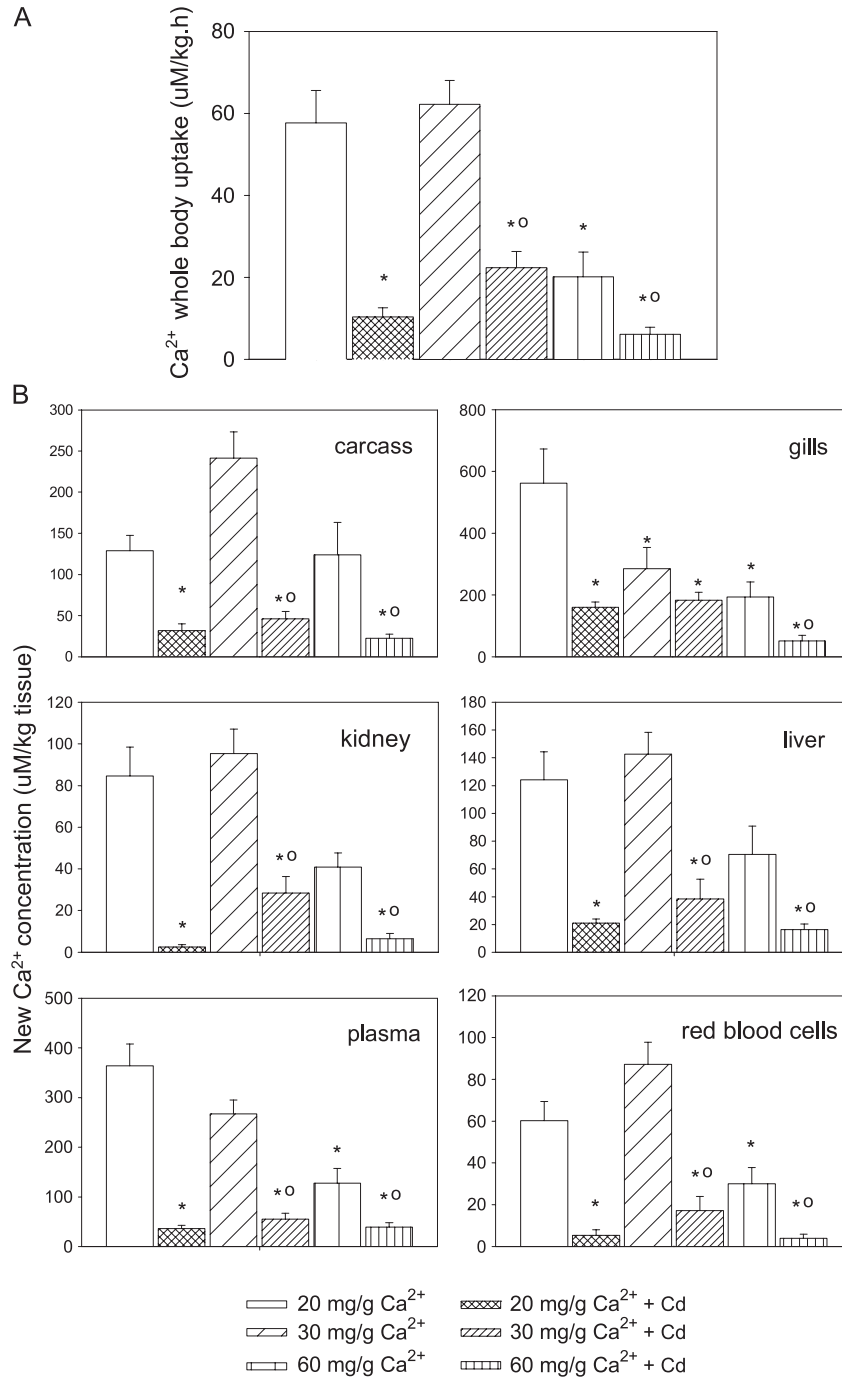 A
Ca2+ whole body uptake (uM/kg.h)
80
60
40
20
0
*
* o
*
* o
B
New Ca2+ concentration (uM/kg tissue)
carcass
300
250
200
150
100
50
0
*
* o
* o
gills
800
600
400
200
0
*
*
*
*
* o
kidney
120
100
80
60
40
20
0
*
* o
* o
liver
180
160
140
120
100
80
60
40
20
0
*
* o
* o
plasma
500
400
300
200
100
0
*
* o
*
* o
red blood cells
120
100
80
60
40
20
0
*
* o
*
* o
20 mg/g Ca2+
20 mg/g Ca2+ + Cd
30 mg/g Ca2+
30 mg/g Ca2+ + Cd
60 mg/g Ca2+
60 mg/g Ca2+ + Cd